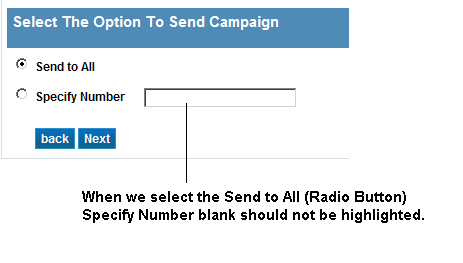 Select The Option To Send Campaign
Send to All
Specify Number
back Next
When we select the Send to All (Radio Button)
Specify Number blank should not be highlighted.